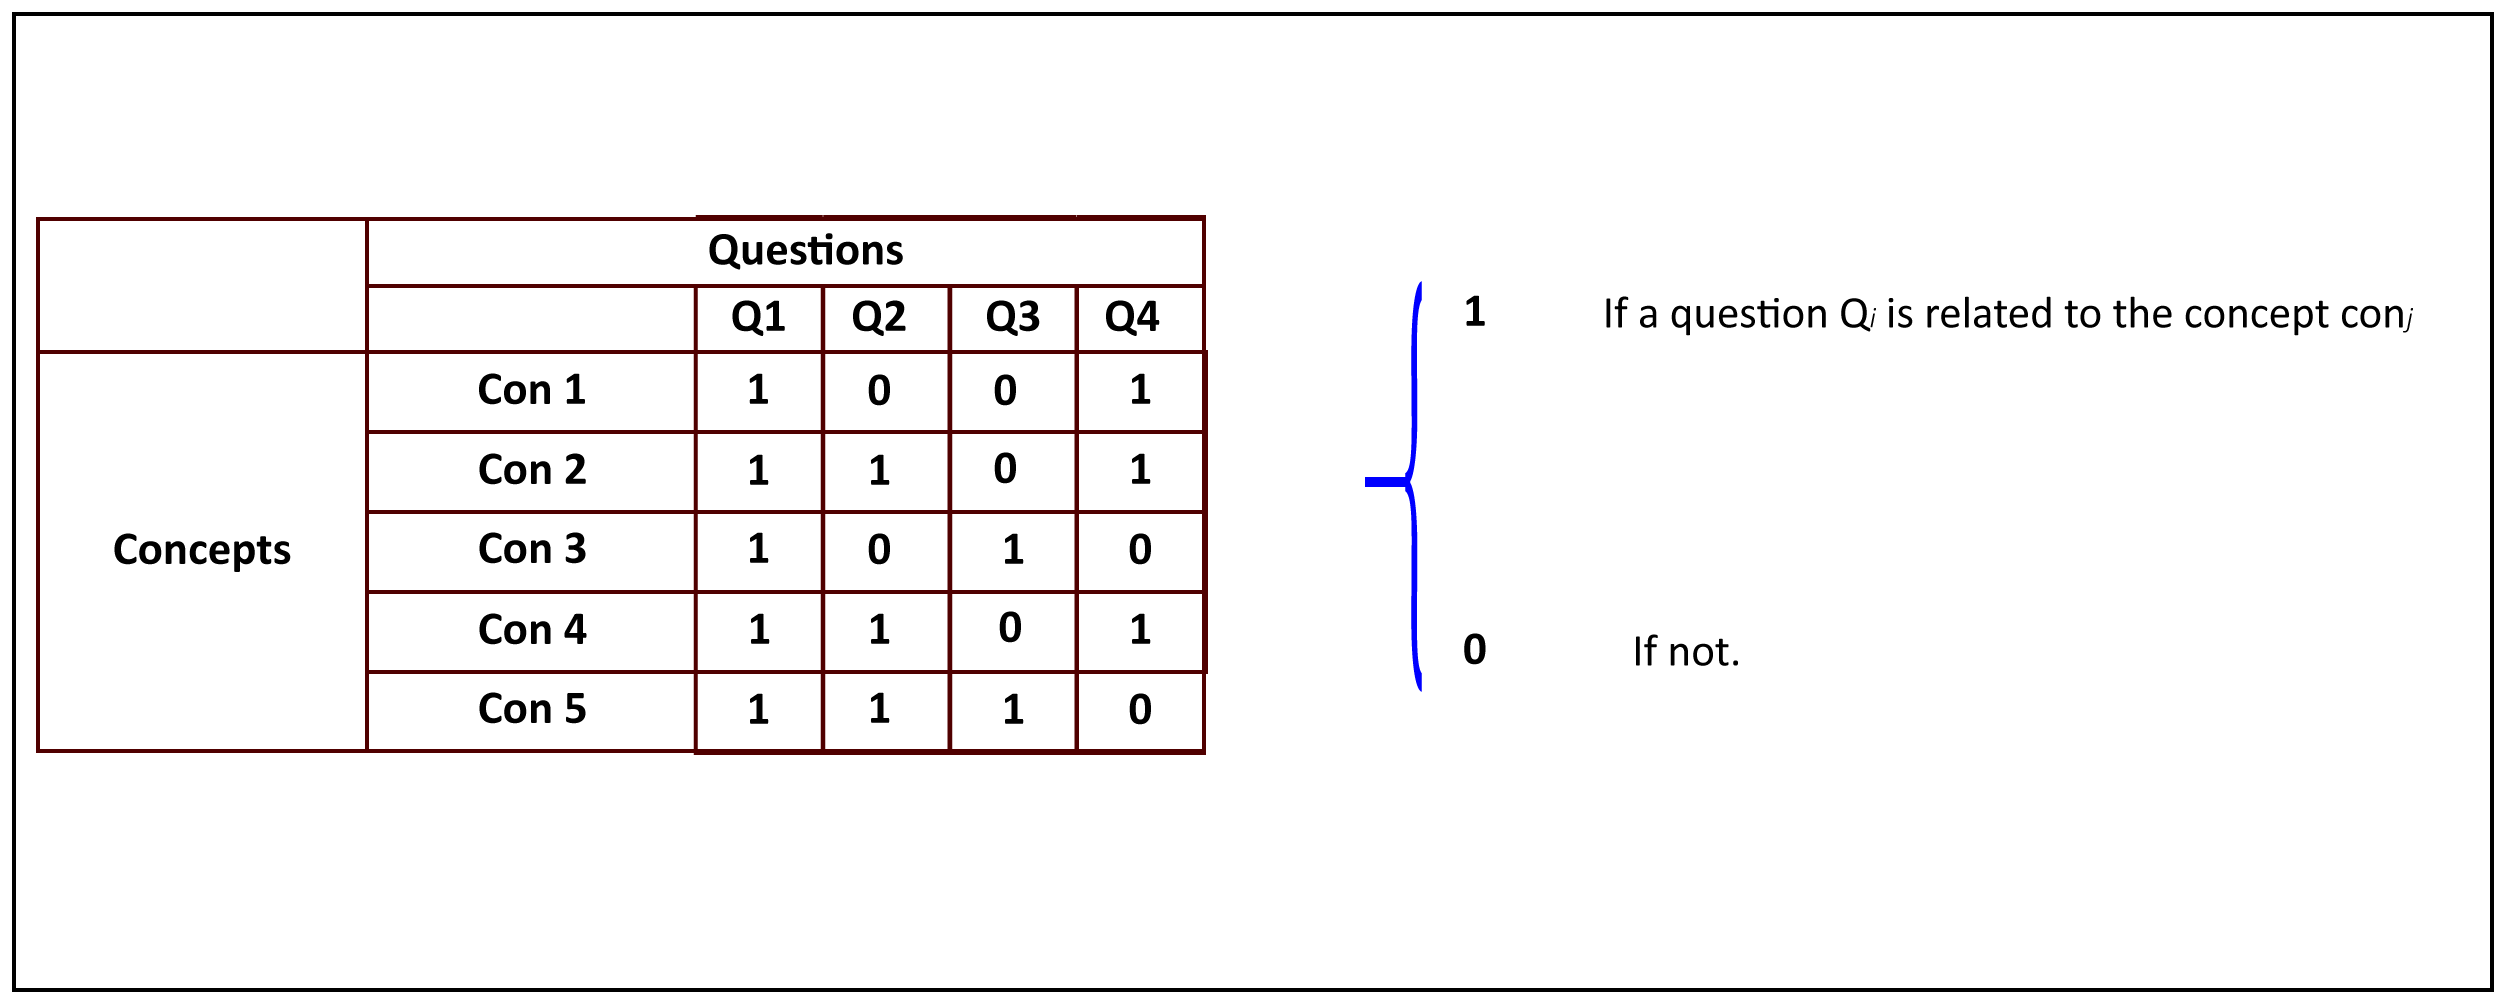 Questions
Q1 Q2 Q3 Q4
Con 1 1 0 0 1
Con 2 1 1 0 1
Concepts
Con 3 1 0 1 0
Con 4 1 1 0 1
Con 5 1 1 1 0
1 If a question Qi is related to the concept conj
0 If not.